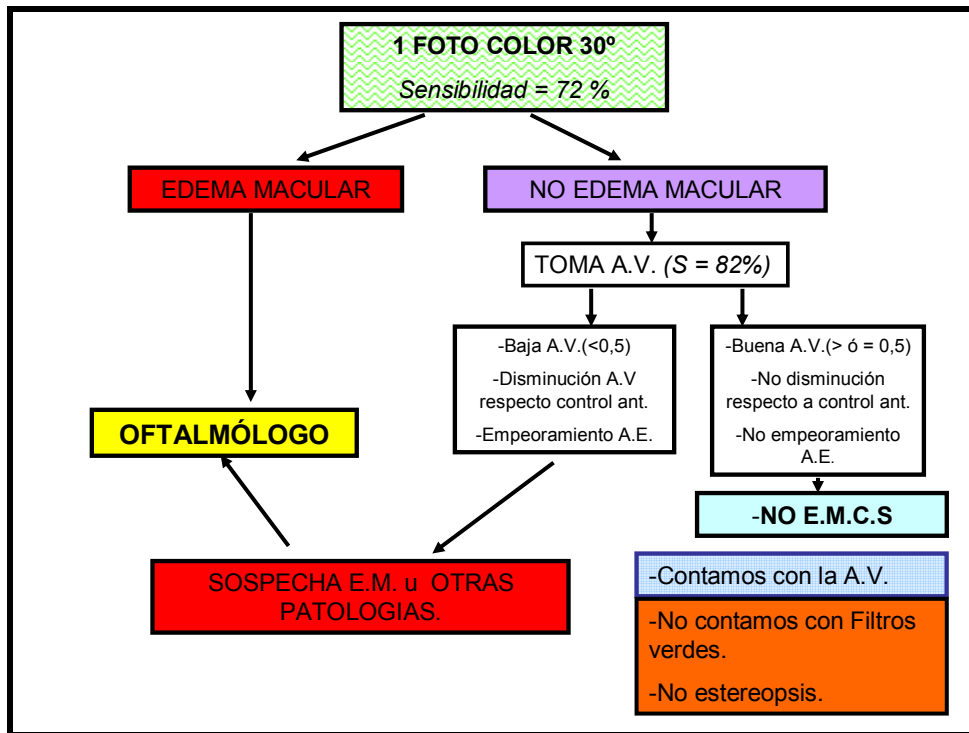 1 FOTO COLOR 30º
Sensibilidad = 72 %
EDEMA MACULAR
NO EDEMA MACULAR
TOMA A.V. (S = 82%)
-Baja A.V.(<0,5)
-Disminución A.V
respecto control ant.
-Empeoramiento A.E.
-Buena A.V.(> ó = 0,5)
-No disminución
respecto a control ant.
-No empeoramiento
A.E.
OFTALMÓLOGO
-NO E.M.C.S
SOSPECHA E.M. u OTRAS
PATOLOGIAS.
-Contamos con la A.V.
-No contamos con Filtros
verdes.
-No estereopsis.